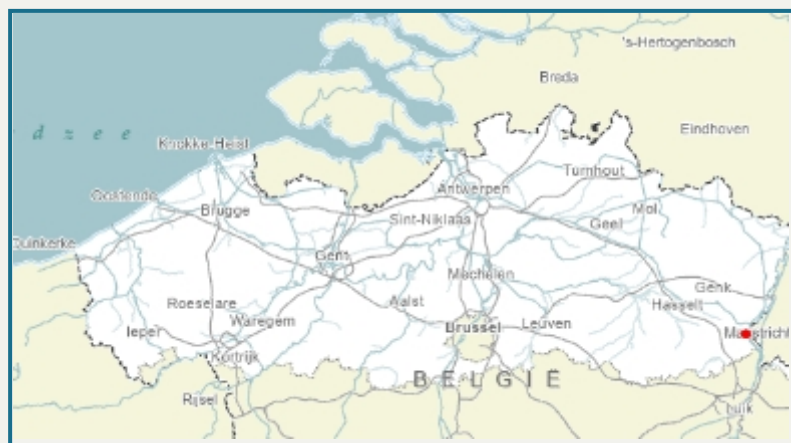 's-Hertogenbosch
Breda
d z e e
Eindhoven
Knokke-Heist
Turnhout
Antwerpen
Oostende
Mol
Brugge
Sint-Niklaas
Geel
Duinkerke
Gent
Mechelen
Genk
Roeselare
Aalst
Hasselt
Waregem
Brussel
Leuven
Ieper
Maastricht
Kortrijk
BELGIË
Rijsel
Luik